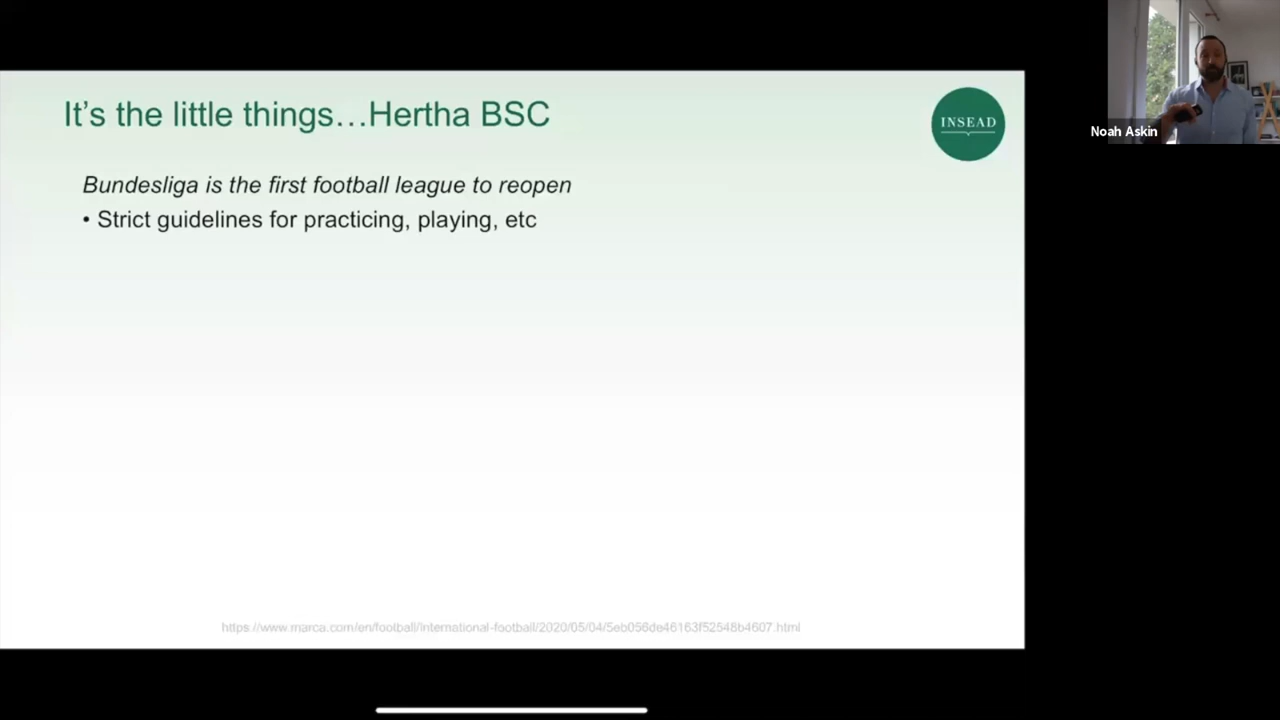 It's the little things…Hertha BSC
INSEAD
Noah Askin
Bundesliga is the first football league to reopen
• Strict guidelines for practicing, playing, etc
https://www.marca.com/en/football/international-football/2020/05/04/5eb056de46163f52548b4607.html